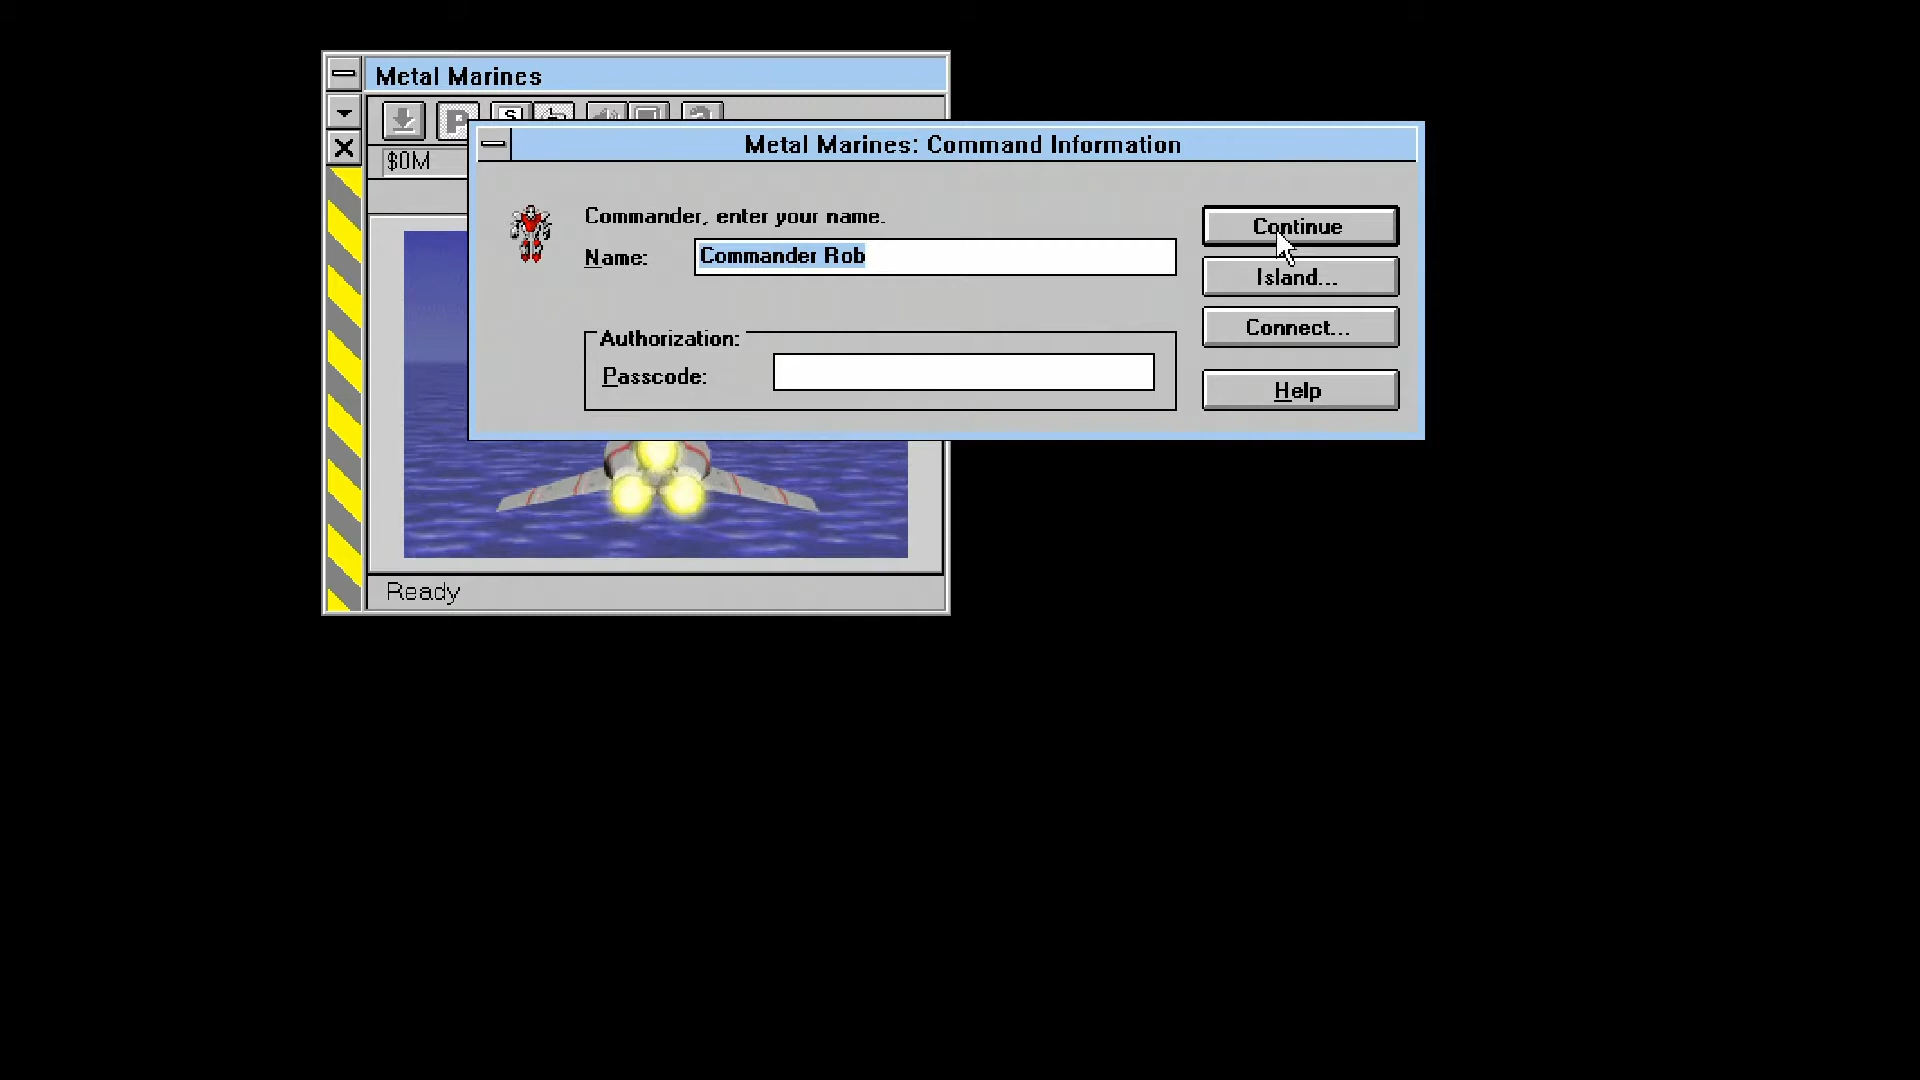 Metal Marines
P S ?
$0M
Metal Marines: Command Information
Commander, enter your name.
Name: Commander Rob
Authorization:
Passcode:
Continue
Island...
Connect...
Help
Ready